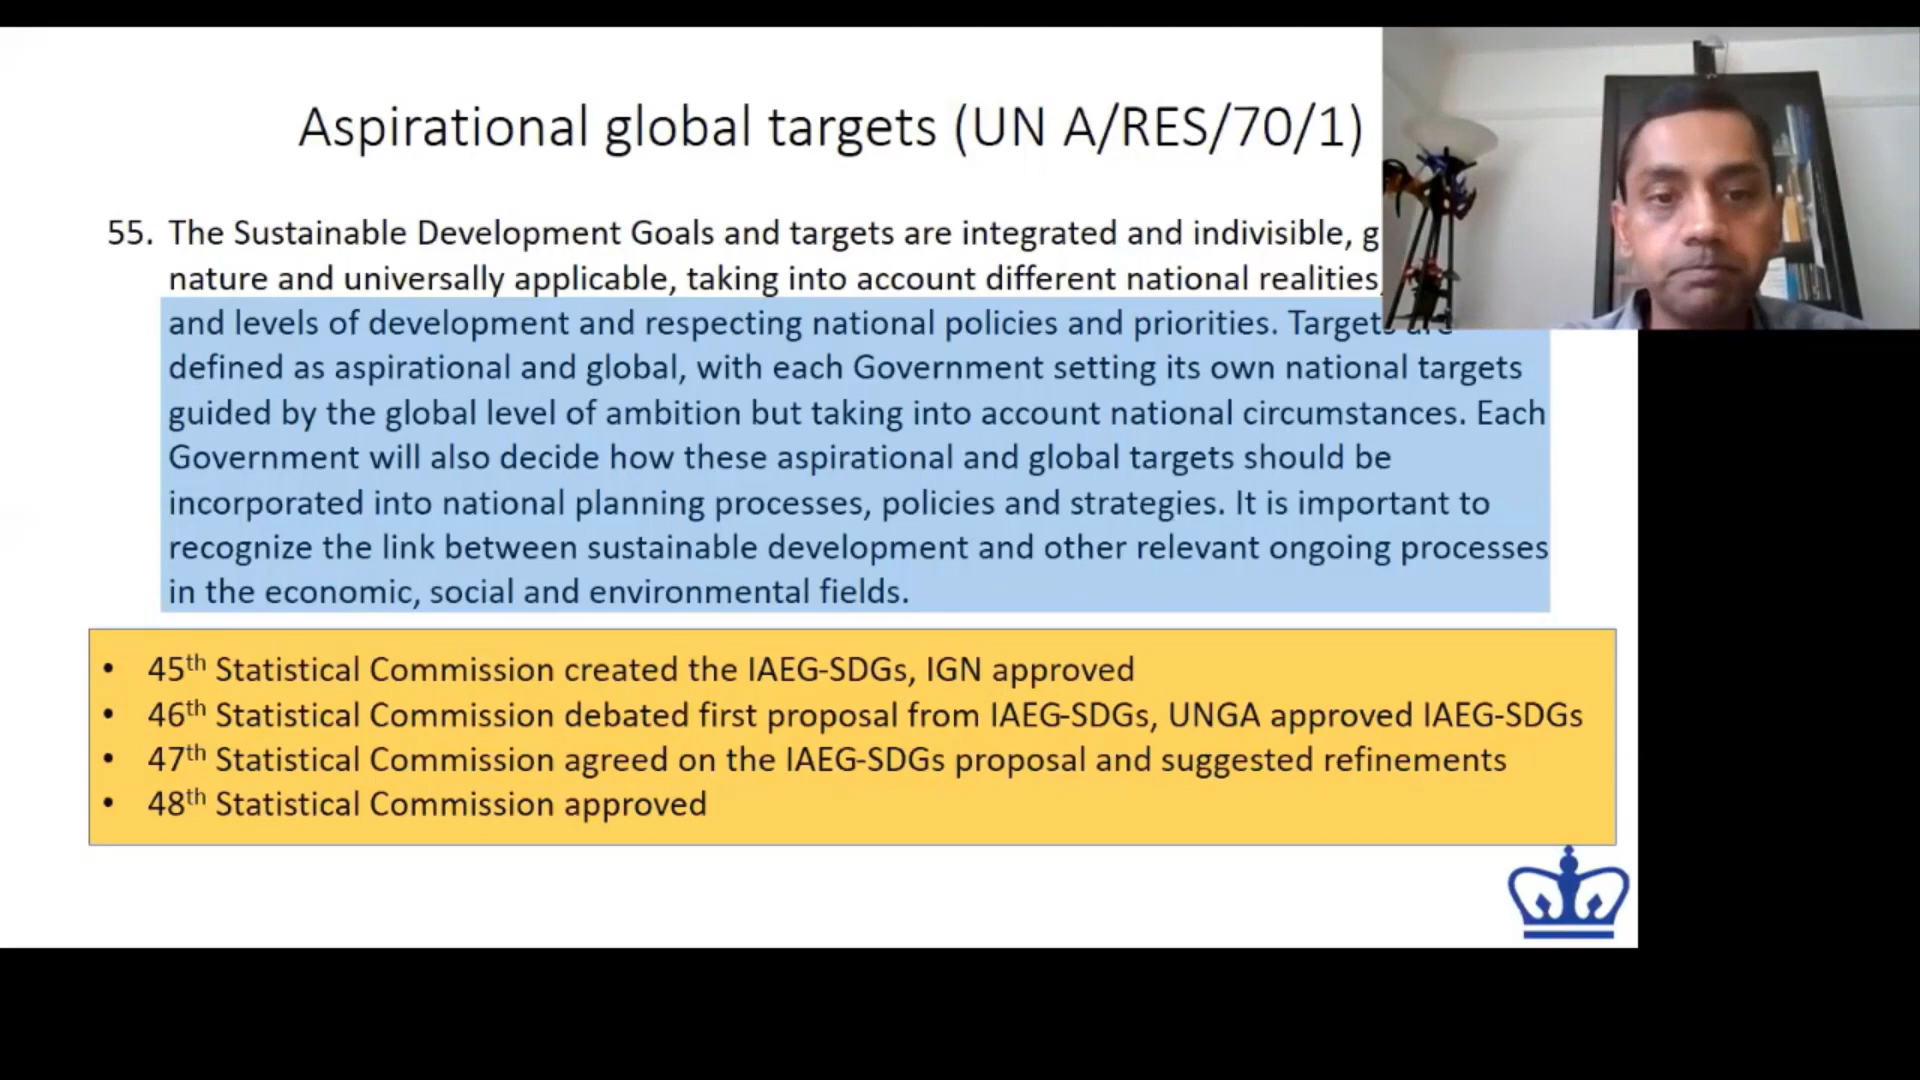 Aspirational global targets (UN A/RES/70/1)
55. The Sustainable Development Goals and targets are integrated and indivisible, g
nature and universally applicable, taking into account different national realities,
and levels of development and respecting national policies and priorities. Targets are
defined as aspirational and global, with each Government setting its own national targets
guided by the global level of ambition but taking into account national circumstances. Each
Government will also decide how these aspirational and global targets should be
incorporated into national planning processes, policies and strategies. It is important to
recognize the link between sustainable development and other relevant ongoing processes
in the economic, social and environmental fields.
• 45th Statistical Commission created the IAEG-SDGs, IGN approved
• 46th Statistical Commission debated first proposal from IAEG-SDGs, UNGA approved IAEG-SDGs
• 47th Statistical Commission agreed on the IAEG-SDGs proposal and suggested refinements
• 48th Statistical Commission approved